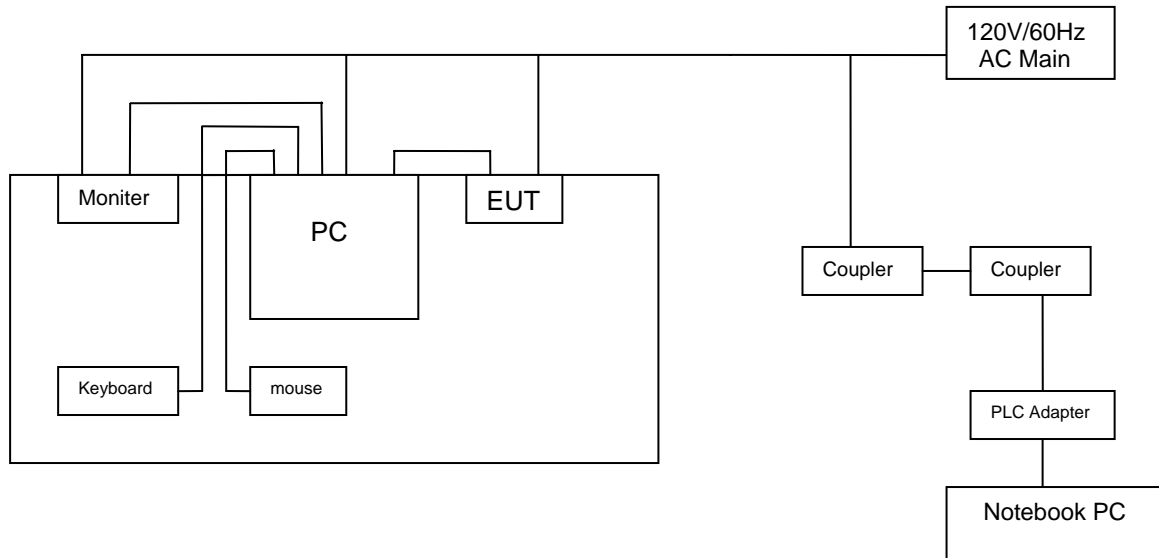 120V/60Hz
AC Main
Moniter
PC
EUT
Coupler
Coupler
Keyboard
mouse
PLC Adapter
Notebook PC